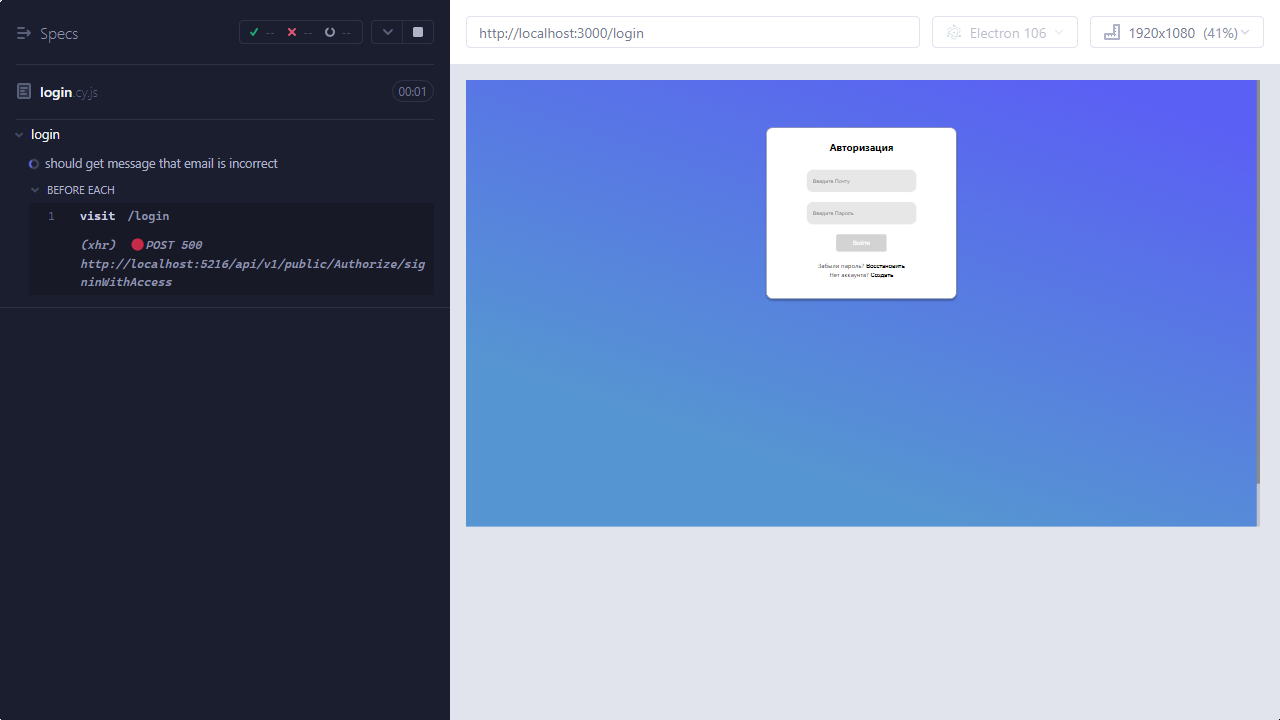 Specs
-- -- --
login.cy.js
00:01
login
should get message that email is incorrect
BEFORE EACH
1 visit /login
(xhr) POST 500
http://localhost:5216/api/v1/public/Authorize/sig
ninWithAccess
http://localhost:3000/login
Electron 106
1920x1080 (41%)
Авторизация
Введите Почту
Введите Пароль
Войти
Забыли пароль? Восстановить
Нет аккаунта? Создать